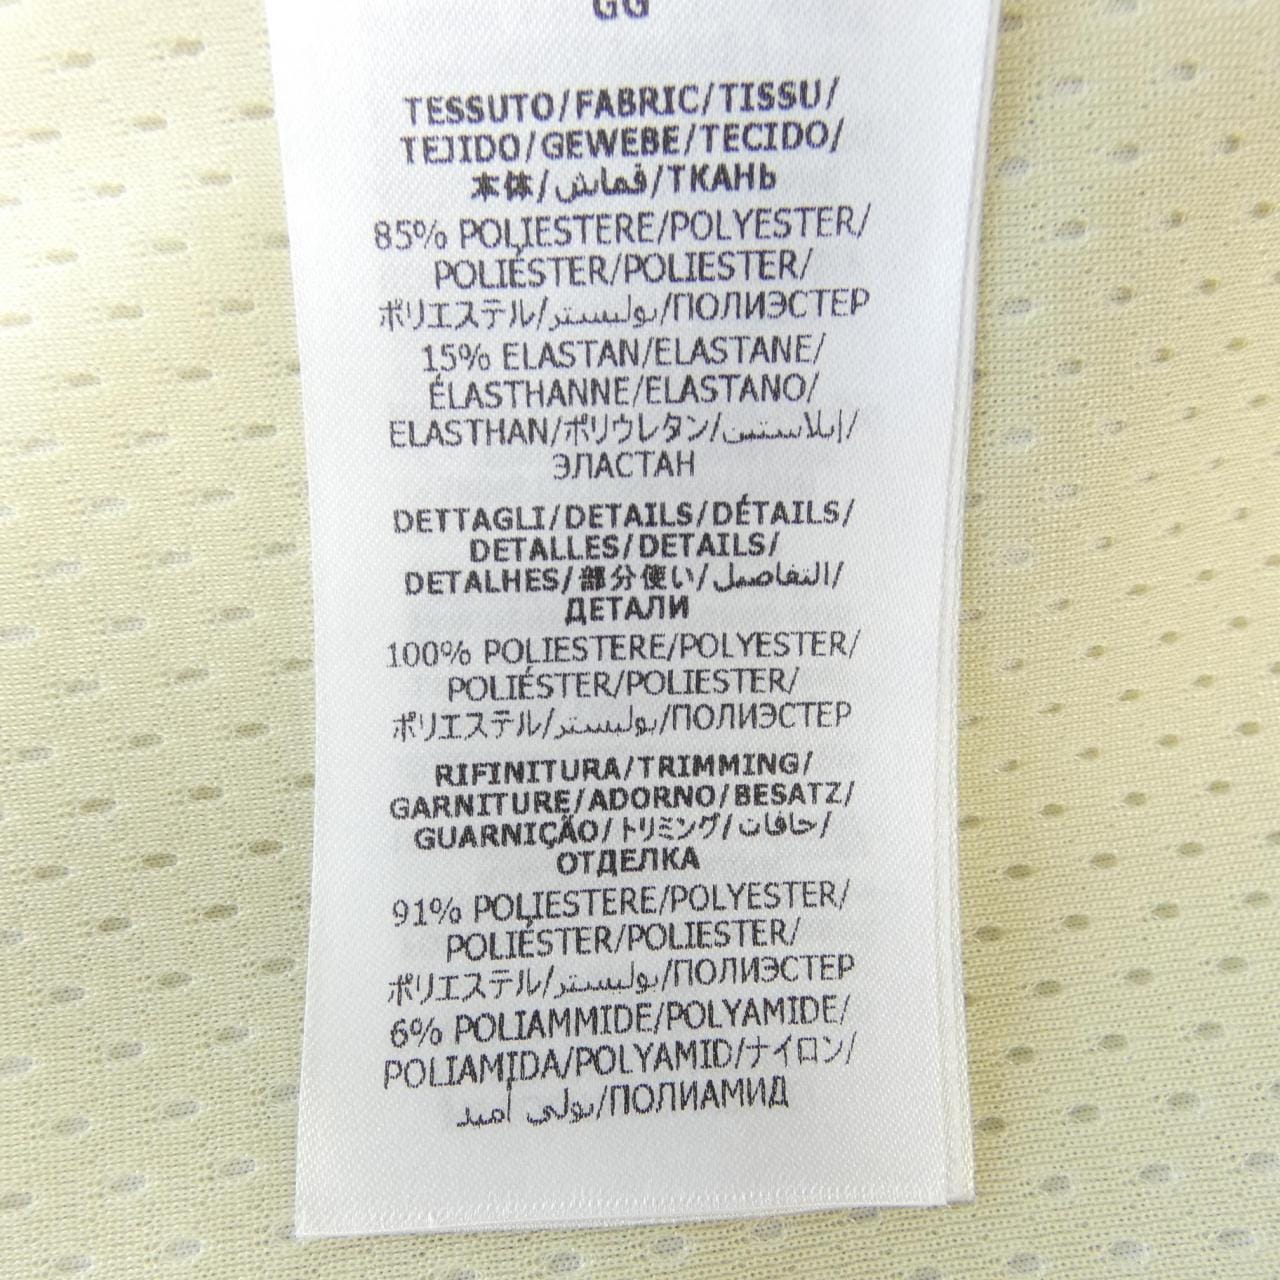 GG
TESSUTO/FABRIC/TISSU/
TEJIDO/GEWEBE/TECIDO/
本体/قماش/ТКАНЬ
85% POLIESTERE/POLYESTER/
POLIÉSTER/POLIESTER/
ポリエステル/بوليستر/ПОЛИЭСТЕР
15% ELASTAN/ELASTANE/
ÉLASTHANNE/ELASTANO/
ELASTHAN/ポリウレタン/إيلاستين/
ЭЛАСТАН
DETTAGLI/DETAILS/DÉTAILS/
DETALLES/DETAILS/
DETALHES/部分使い/التفاصيل/
ДЕТАЛИ
100% POLIESTERE/POLYESTER/
POLIÉSTER/POLIESTER/
ポリエステル/بوليستر/ПОЛИЭСТЕР
RIFINITURA/TRIMMING/
GARNITURE/ADORNO/BESATZ/
GUARNIÇÃO/トリミング/حافات/
ОТДЕЛКА
91% POLIESTERE/POLYESTER/
POLIÉSTER/POLIESTER/
ポリエステル/بوليستر/ПОЛИЭСТЕР
6% POLIAMMIDE/POLYAMIDE/
POLIAMIDA/POLYAMID/ナイロン/
بولي أميد/ПОЛИАМИД